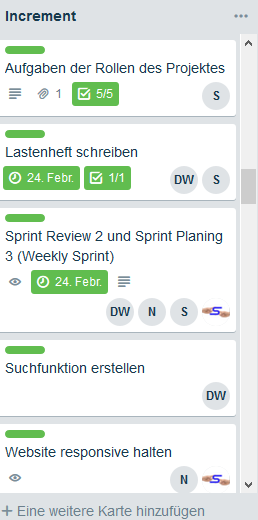 Increment
Aufgaben der Rollen des Projektes
1 5/5
S
Lastenheft schreiben
24. Febr. 1/1
DW S
Sprint Review 2 und Sprint Planing
3 (Weekly Sprint)
24. Febr.
DW N S S
Suchfunktion erstellen
DW
Website responsive halten
N S
+ Eine weitere Karte hinzufügen